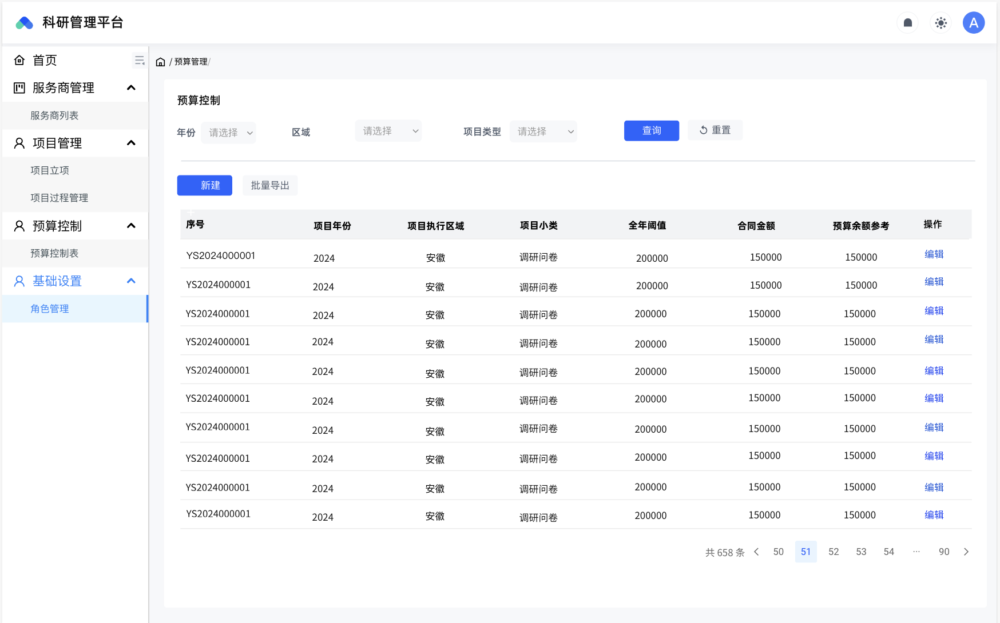 科研管理平台
A
首页
服务商管理
服务商列表
项目管理
项目立项
项目过程管理
预算控制
预算控制表
基础设置
角色管理
/ 预算管理/
预算控制
年份 请选择 区域 请选择 项目类型 请选择 查询 重置
新建 批量导出
序号 项目年份 项目执行区域 项目小类 全年阈值 合同金额 预算余额参考 操作
YS2024000001 2024 安徽 调研问卷 200000 150000 150000 编辑
YS2024000001 2024 安徽 调研问卷 200000 150000 150000 编辑
YS2024000001 2024 安徽 调研问卷 200000 150000 150000 编辑
YS2024000001 2024 安徽 调研问卷 200000 150000 150000 编辑
YS2024000001 2024 安徽 调研问卷 200000 150000 150000 编辑
YS2024000001 2024 安徽 调研问卷 200000 150000 150000 编辑
YS2024000001 2024 安徽 调研问卷 200000 150000 150000 编辑
YS2024000001 2024 安徽 调研问卷 200000 150000 150000 编辑
YS2024000001 2024 安徽 调研问卷 200000 150000 150000 编辑
YS2024000001 2024 安徽 调研问卷 200000 150000 150000 编辑
共 658 条 50 51 52 53 54 ··· 90